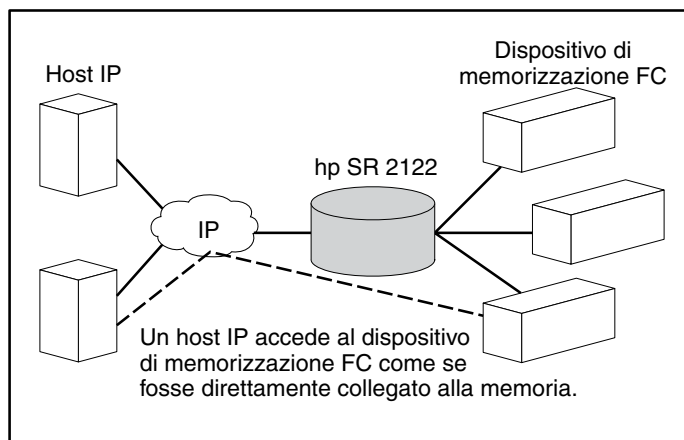 Host IP
Dispositivo di
memorizzazione FC
hp SR 2122
IP
Un host IP accede al dispositivo
di memorizzazione FC come se
fosse direttamente collegato alla memoria.